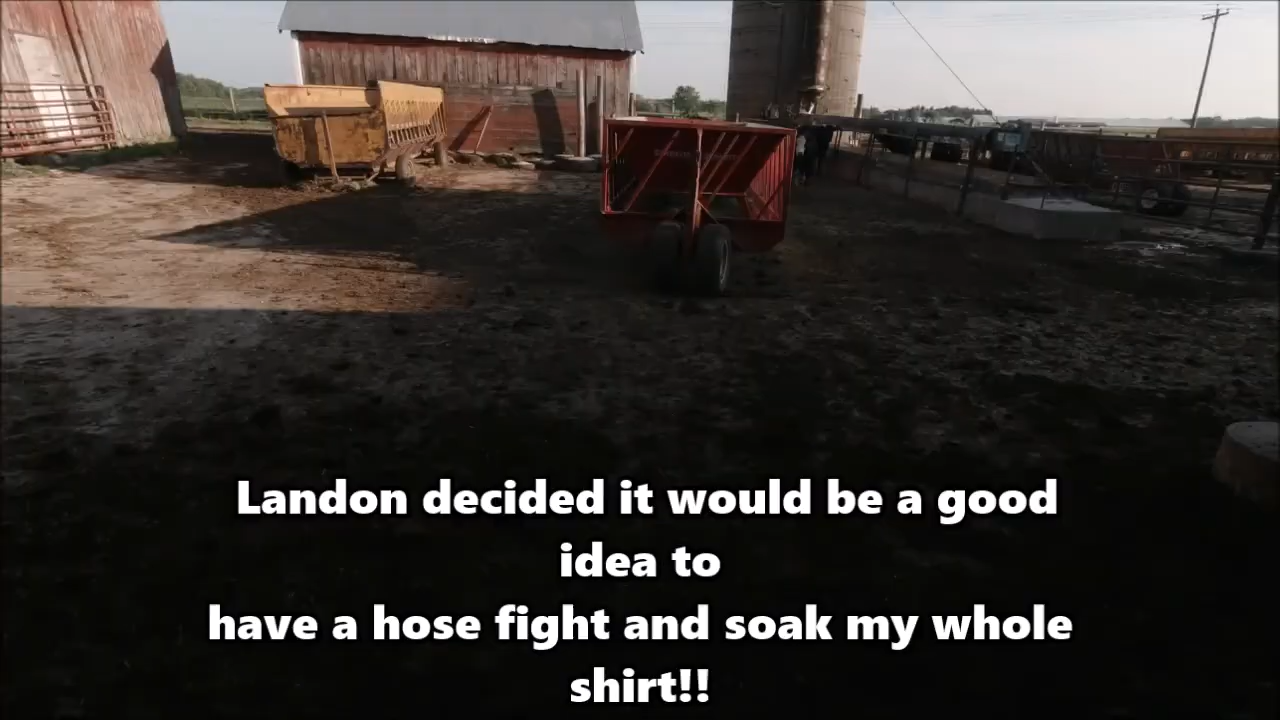 Landon decided it would be a good
idea to
have a hose fight and soak my whole
shirt!!